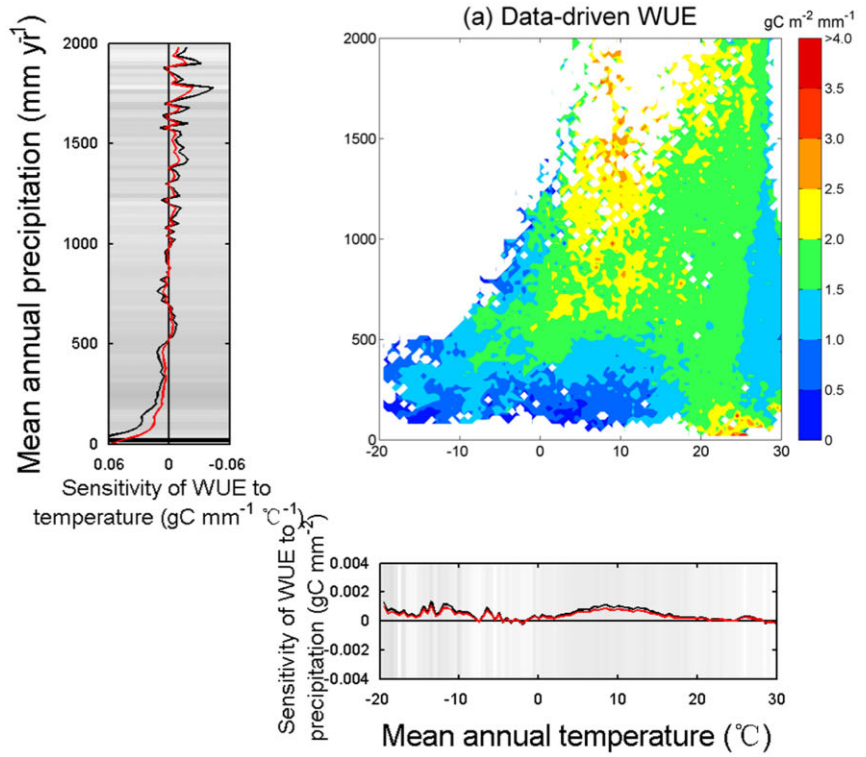 (a) Data-driven WUE
gC m⁻² mm⁻¹
Mean annual precipitation (mm yr⁻¹)
2000
1500
1000
500
0
0.06 0 -0.06
Sensitivity of WUE to
temperature (gC mm⁻¹ ℃⁻¹)
2000
1500
1000
500
0
-20 -10 0 10 20 30
>4.0
4.0
3.5
3.0
2.5
2.0
1.5
1.0
0.5
0
Sensitivity of WUE to
precipitation (gC mm⁻²)
0.004
0.002
0
-0.002
-0.004
-20 -10 0 10 20 30
Mean annual temperature (℃)